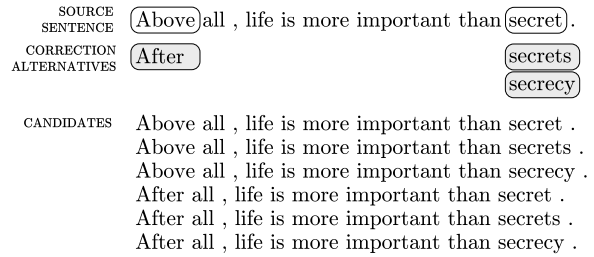 SOURCE SENTENCE Above all , life is more important than secret .
CORRECTION ALTERNATIVES After secrets
secrecy
CANDIDATES Above all , life is more important than secret .
Above all , life is more important than secrets .
Above all , life is more important than secrecy .
After all , life is more important than secret .
After all , life is more important than secrets .
After all , life is more important than secrecy .